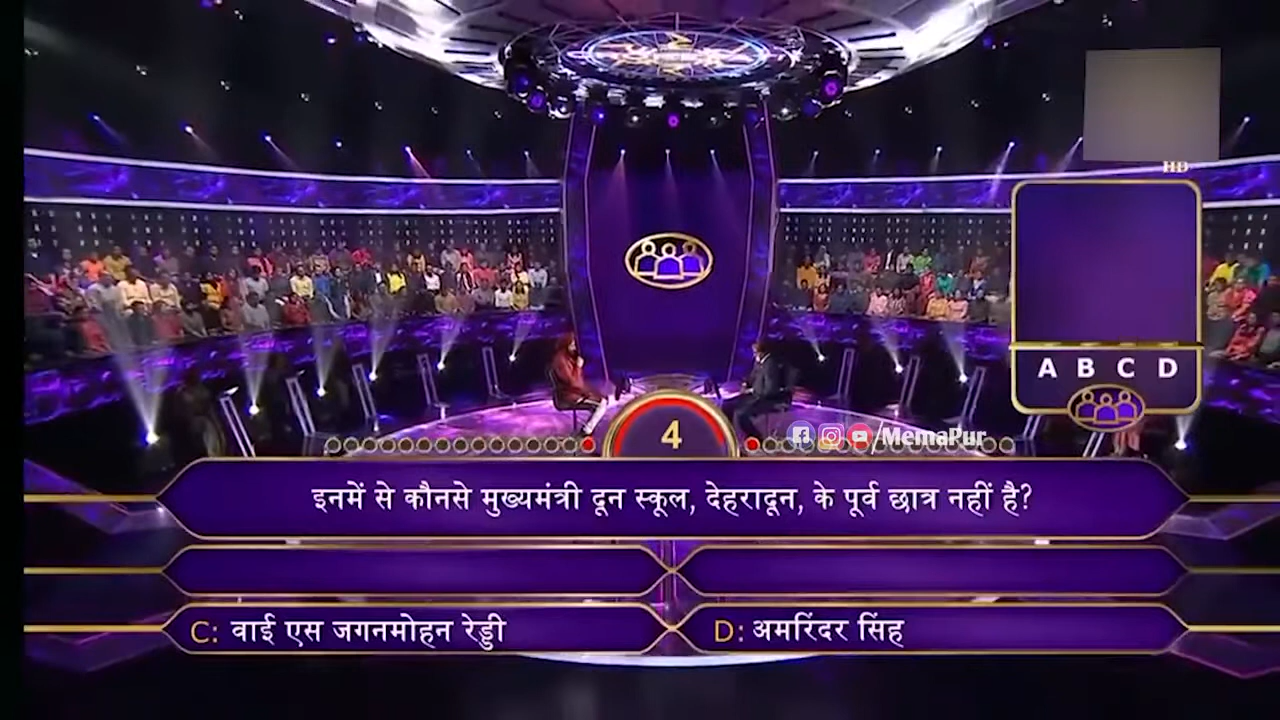 HD
A B C D
4
/MemaPur
इनमें से कौनसे मुख्यमंत्री दून स्कूल, देहरादून, के पूर्व छात्र नहीं है?
C: वाई एस जगनमोहन रेड्डी
D: अमरिंदर सिंह